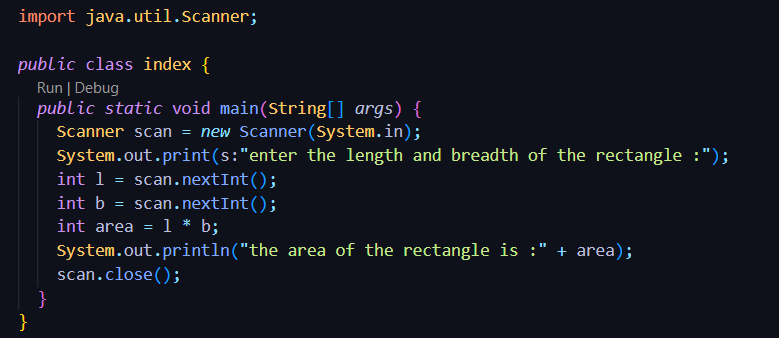 import java.util.Scanner;
public class index {
Run | Debug
public static void main(String[] args) {
Scanner scan = new Scanner(System.in);
System.out.print(s:"enter the length and breadth of the rectangle :");
int l = scan.nextInt();
int b = scan.nextInt();
int area = l * b;
System.out.println("the area of the rectangle is :" + area);
scan.close();
}
}